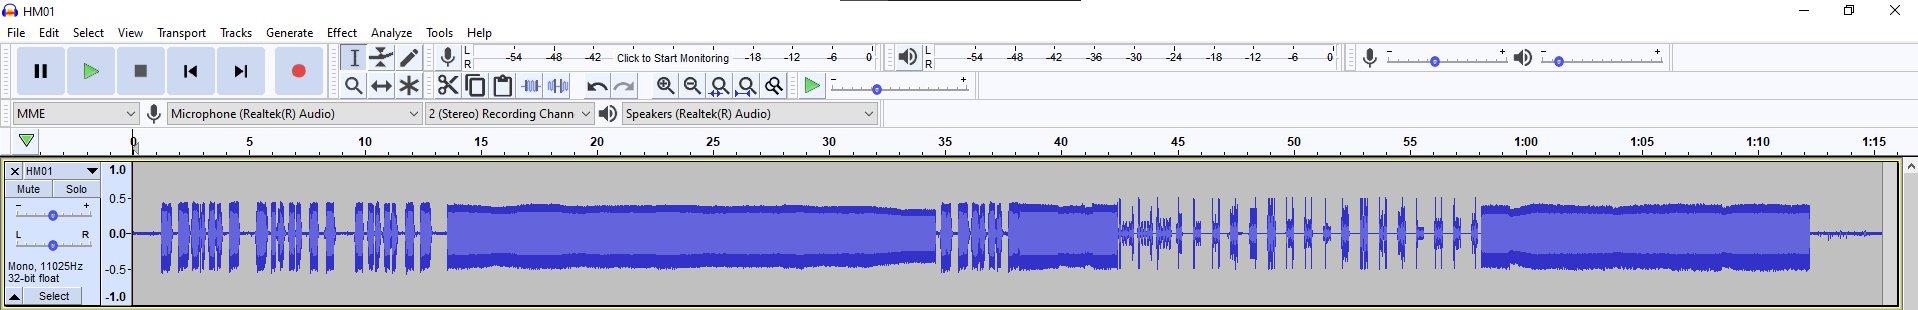 HM01
File Edit Select View Transport Tracks Generate Effect Analyze Tools Help
L R -54 -48 -42 Click to Start Monitoring -18 -12 -6 0 L R -54 -48 -42 -36 -30 -24 -18 -12 -6 0 - + - +
- +
MME Microphone (Realtek(R) Audio) 2 (Stereo) Recording Chann Speakers (Realtek(R) Audio)
0 5 10 15 20 25 30 35 40 45 50 55 1:00 1:05 1:10 1:15
X HM01 1.0
Mute Solo
- + 0.5
L R 0.0
Mono, 11025Hz
32-bit float -0.5
Select -1.0